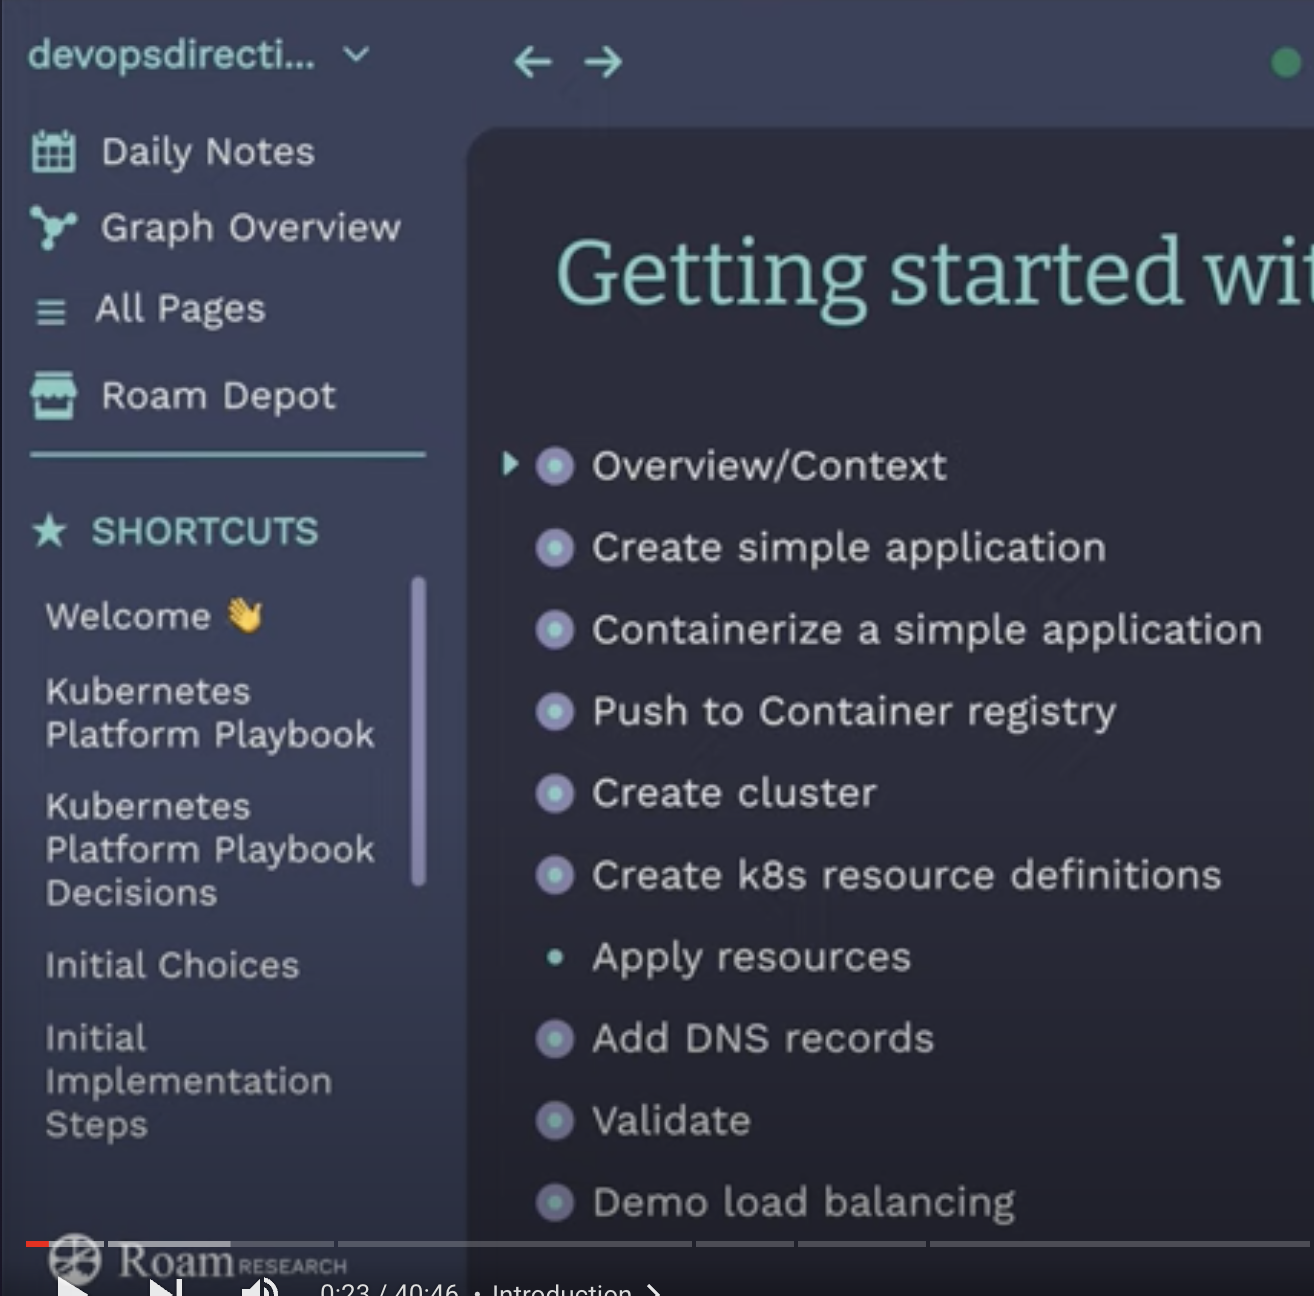 devopsdirecti...
Daily Notes
Graph Overview
All Pages
Roam Depot
SHORTCUTS
Welcome 👋
Kubernetes
Platform Playbook
Kubernetes
Platform Playbook
Decisions
Initial Choices
Initial
Implementation
Steps
Roam RESEARCH
Getting started wit
Overview/Context
Create simple application
Containerize a simple application
Push to Container registry
Create cluster
Create k8s resource definitions
Apply resources
Add DNS records
Validate
Demo load balancing
0:23 / 40:46 • Introduction